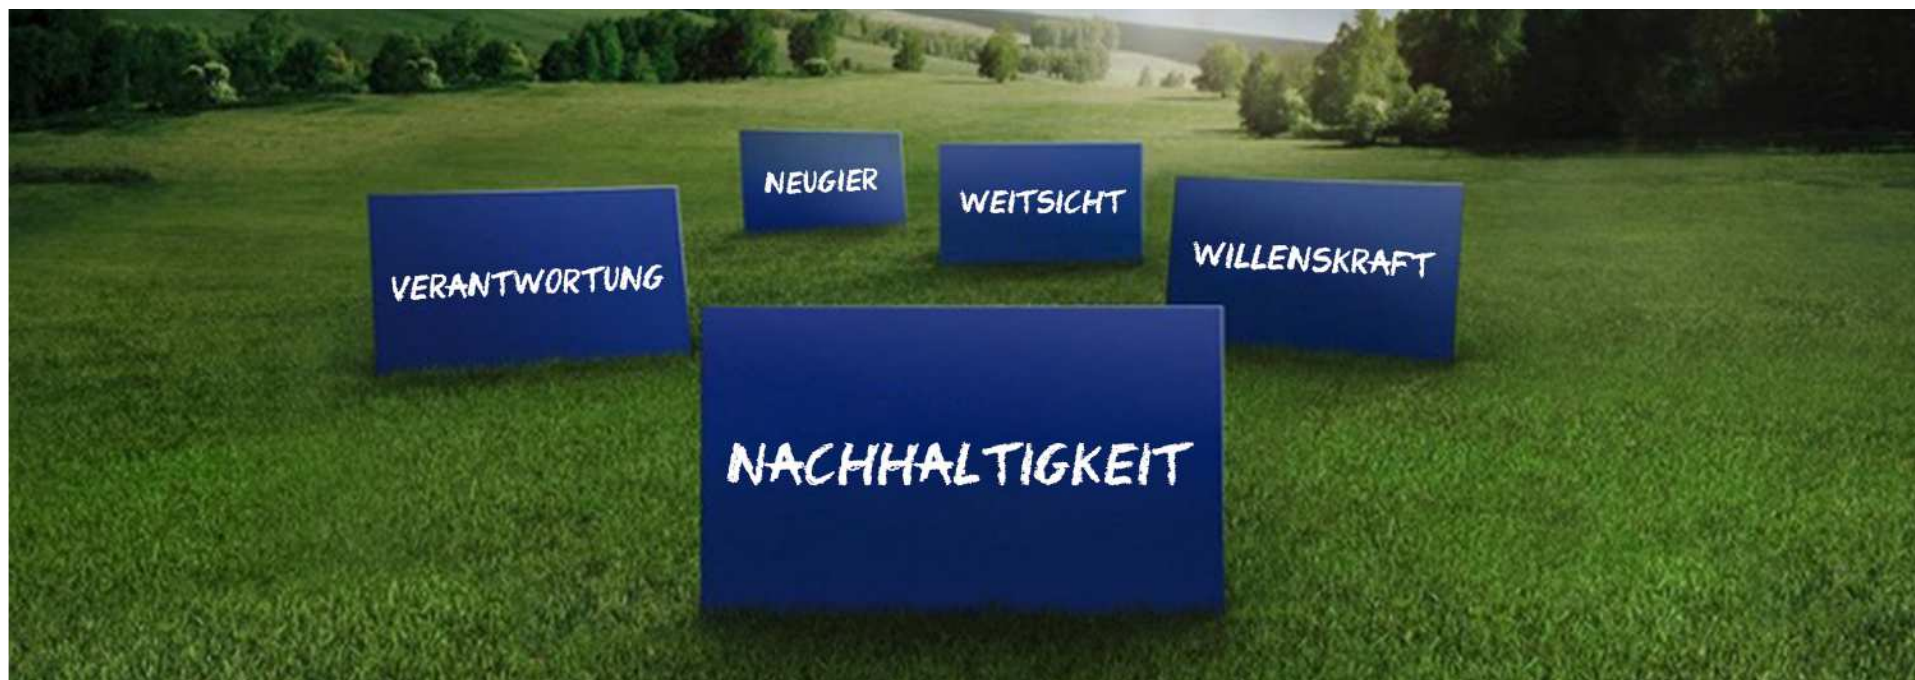 NEUGIER
WEITSICHT
VERANTWORTUNG
WILLENSKRAFT
NACHHALTIGKEIT